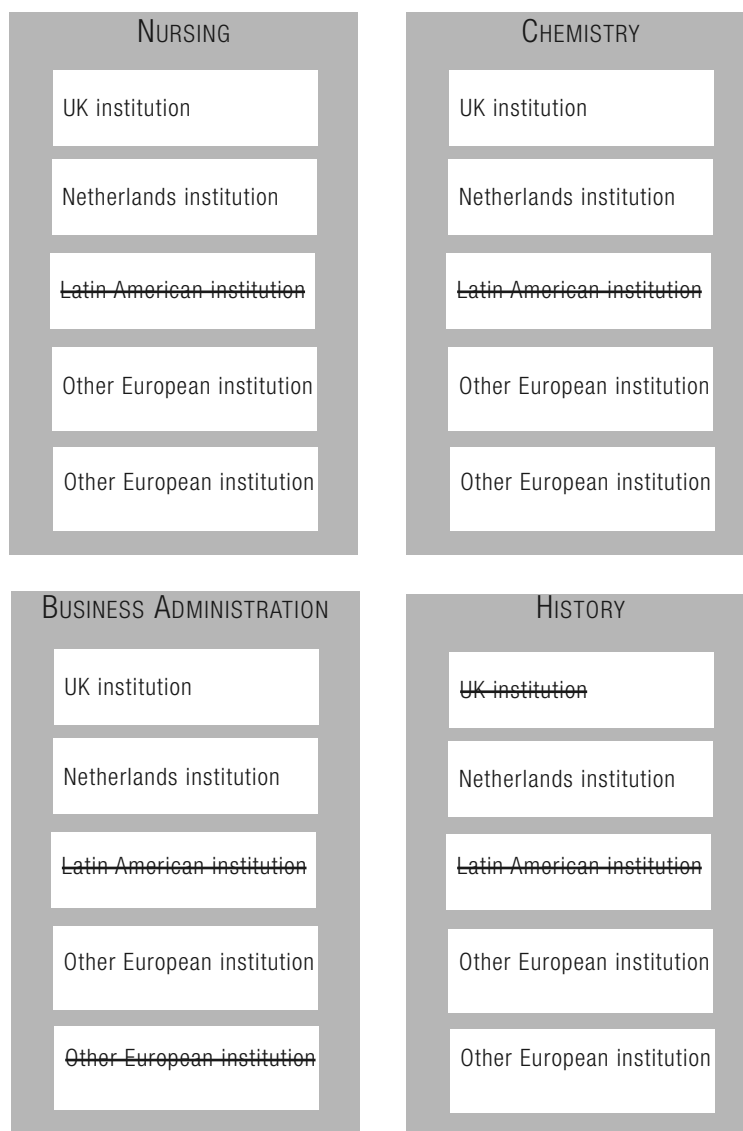 Nursing
UK institution
Netherlands institution
Latin American institution
Other European institution
Other European institution
Chemistry
UK institution
Netherlands institution
Latin American institution
Other European institution
Other European institution
Business Administration
UK institution
Netherlands institution
Latin American institution
Other European institution
Other European institution
History
UK institution
Netherlands institution
Latin American institution
Other European institution
Other European institution